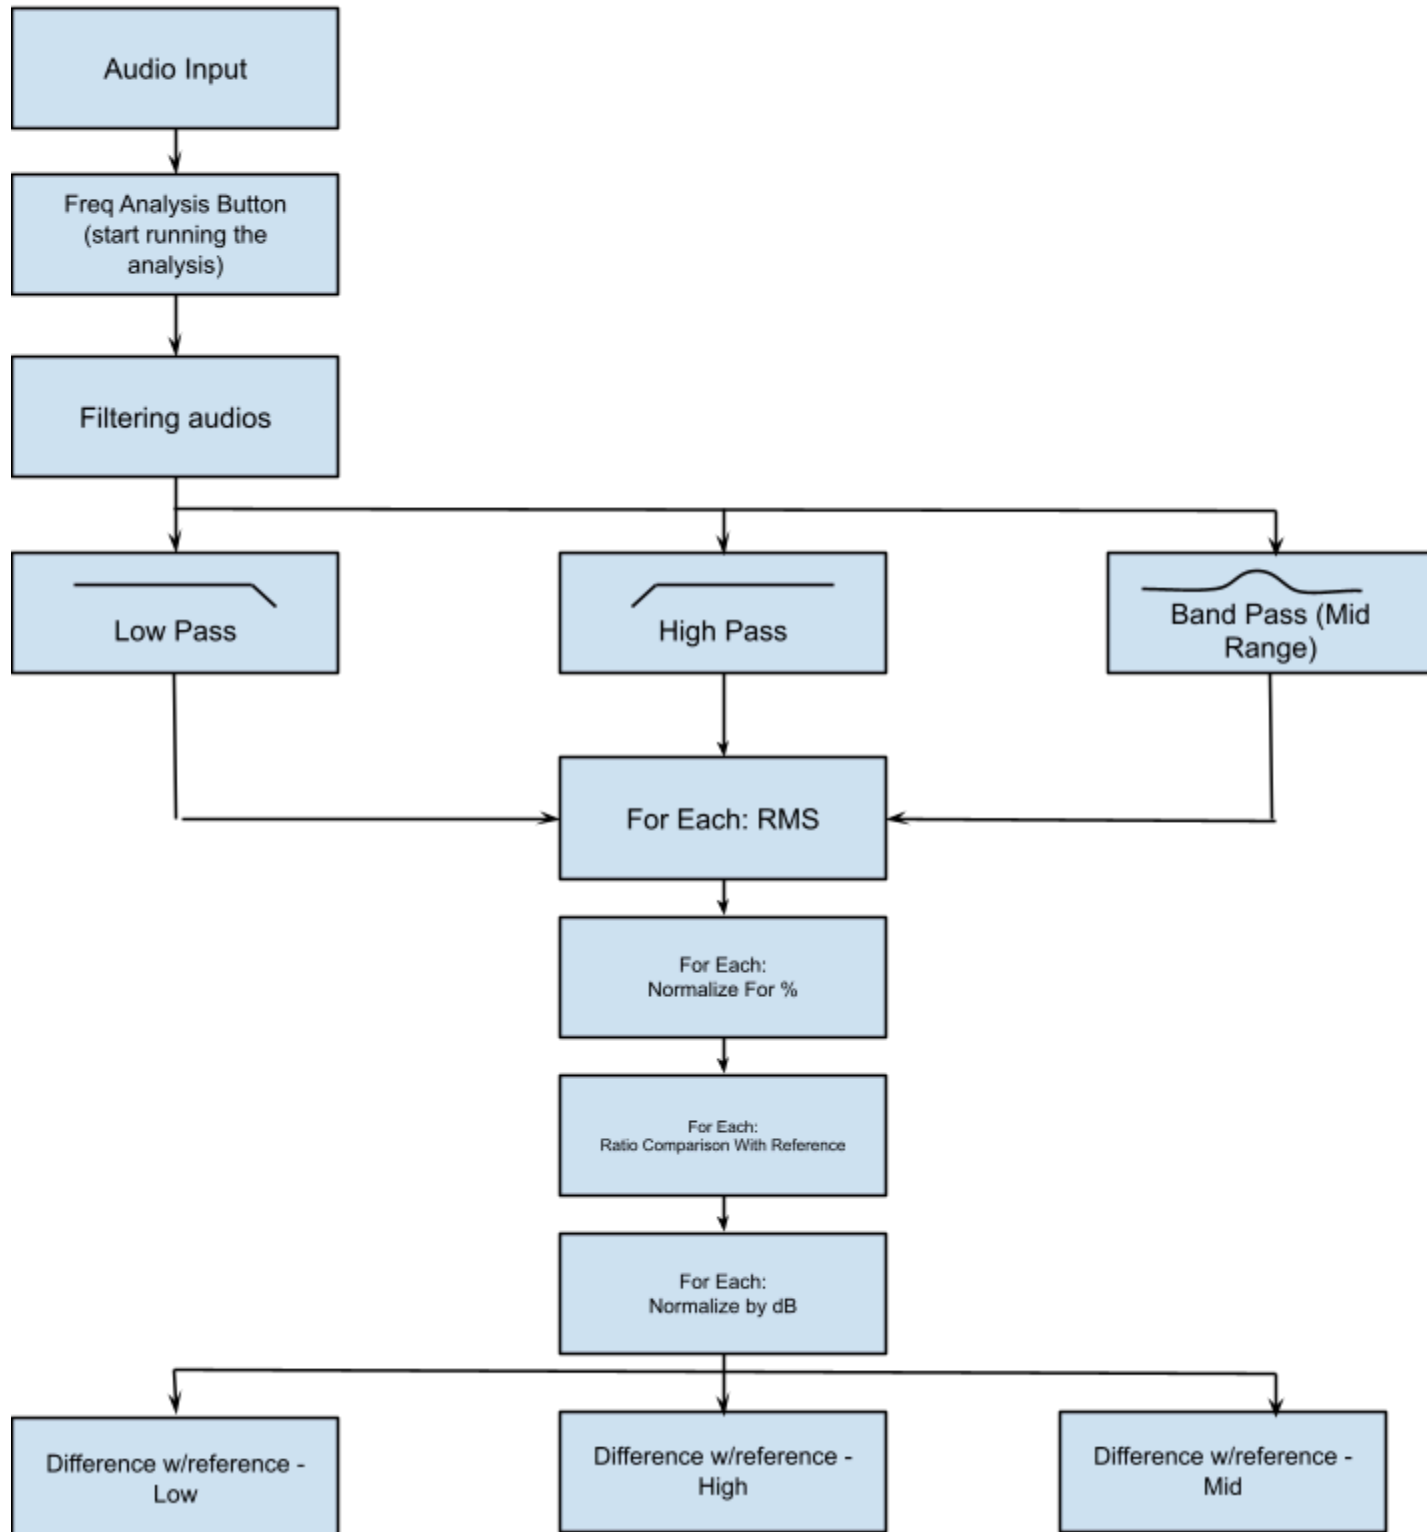 Audio Input
Freq Analysis Button
(start running the
analysis)
Filtering audios
Low Pass
High Pass
Band Pass (Mid
Range)
For Each: RMS
For Each:
Normalize For %
For Each:
Ratio Comparison With Reference
For Each:
Normalize by dB
Difference w/reference -
Low
Difference w/reference -
High
Difference w/reference -
Mid